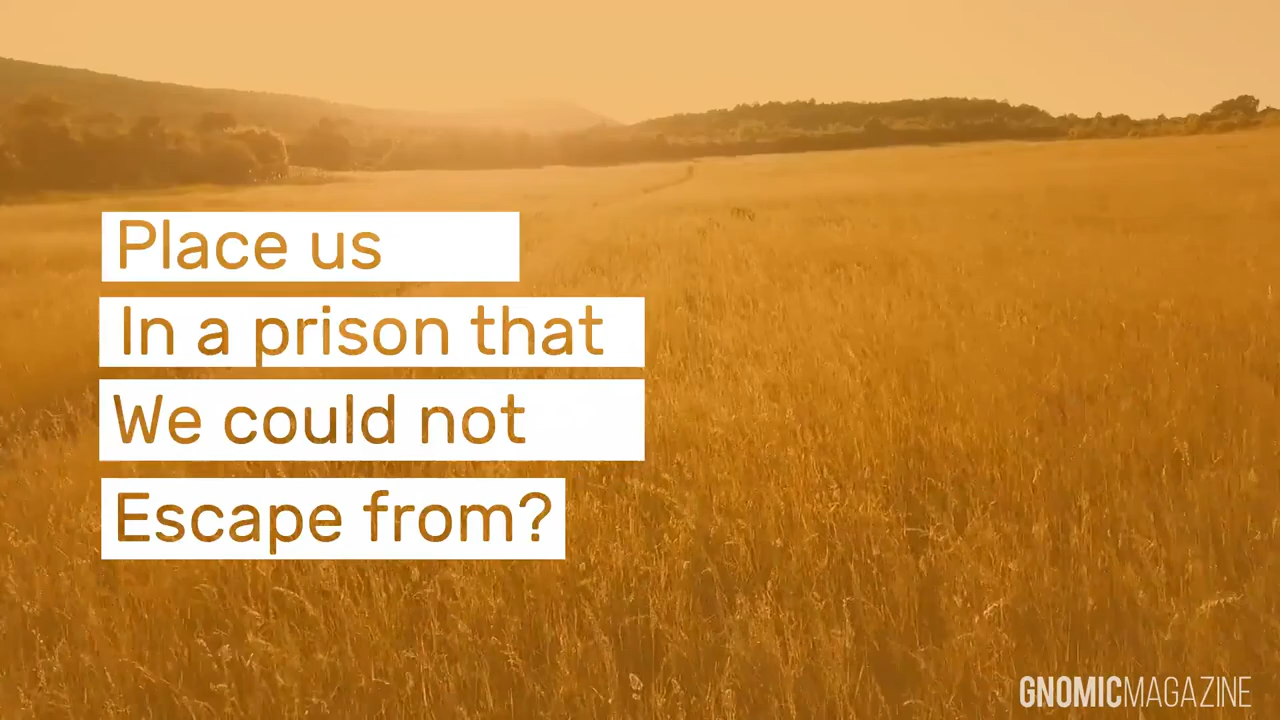 Place us
In a prison that
We could not
Escape from?
GNOMICMAGAZINE